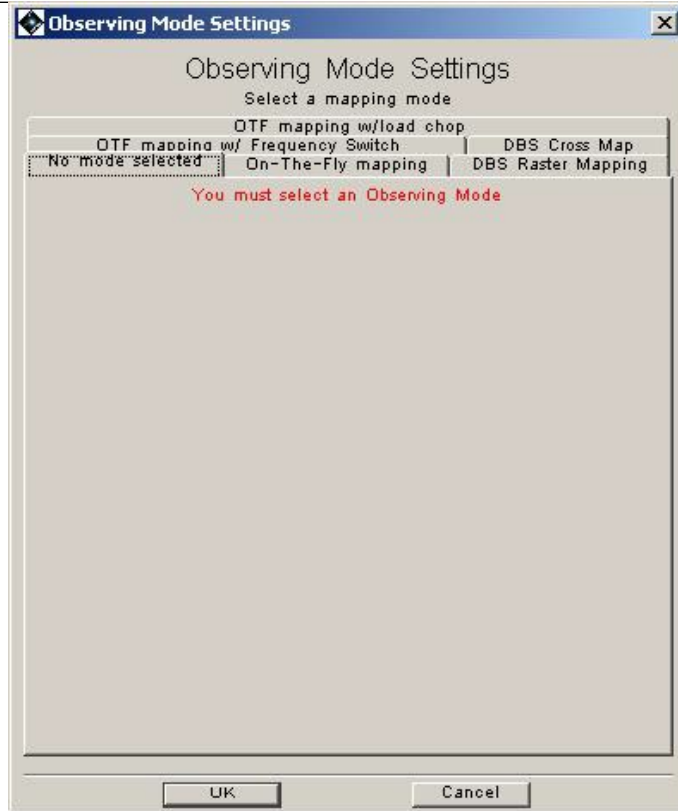 Observing Mode Settings
Observing Mode Settings
Select a mapping mode
OTF mapping w/load chop
OTF mapping w/ Frequency Switch DBS Cross Map
No mode selected On-The-Fly mapping DBS Raster Mapping
You must select an Observing Mode
OK Cancel